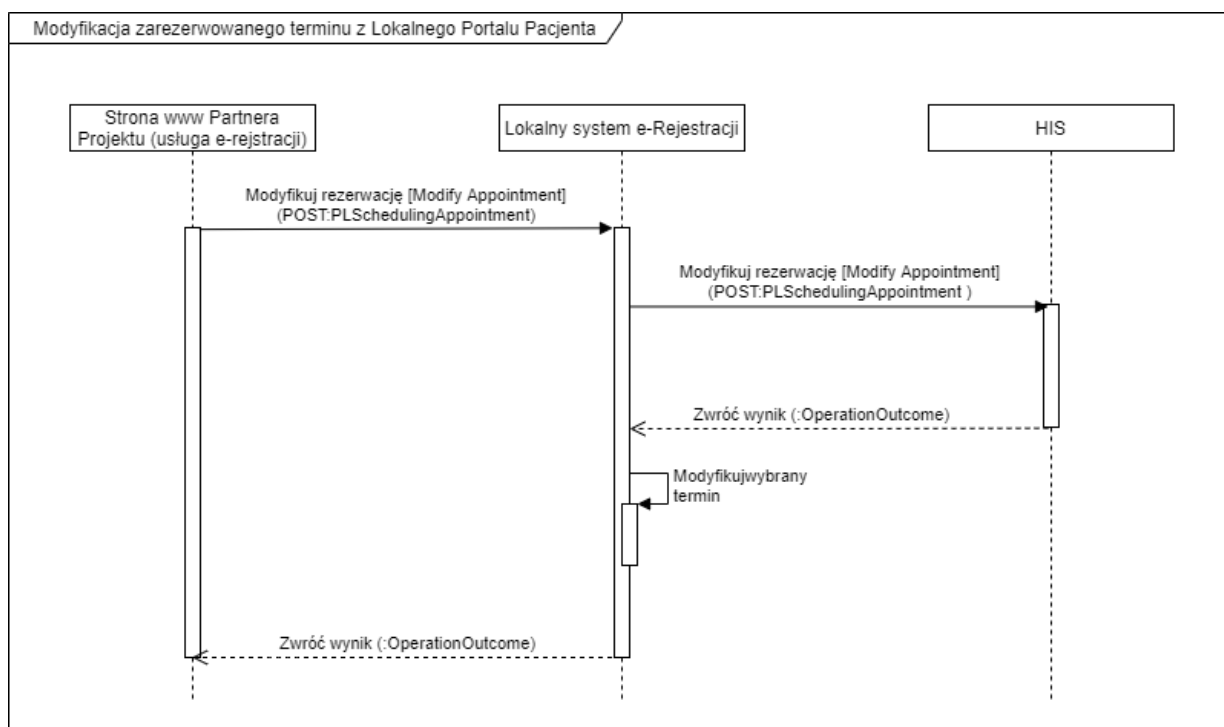 Modyfikacja zarezerwowanego terminu z Lokalnego Portalu Pacjenta
Strona www Partnera
Projektu (usługa e-rejstracji)
Lokalny system e-Rejestracji
HIS
Modyfikuj rezerwację [Modify Appointment]
(POST:PLSchedulingAppointment)
Modyfikuj rezerwację [Modify Appointment]
(POST:PLSchedulingAppointment )
Zwróć wynik (:OperationOutcome)
Modyfikujwybrany
termin
Zwróć wynik (:OperationOutcome)